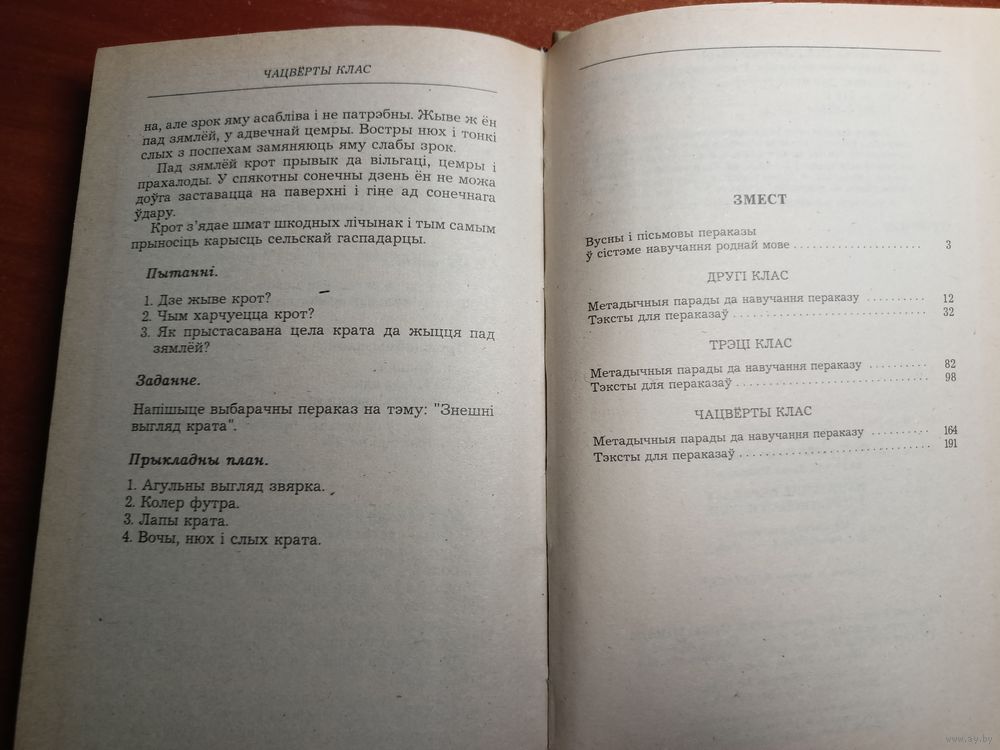 ЧАЦВЁРТЫ КЛАС
на, але зрок яму асабліва і не патрэбны. Жыве ж ён
пад зямлёй, у адвечнай цемры. Востры нюх і тонкі
слых з поспехам замяняюць яму слабы зрок.
Пад зямлёй крот прывык да вільгаці, цемры і
прахалоды. У спякотны сонечны дзень ён не можа
доўга заставацца на паверхні і гіне ад сонечнага
ўдару.
Крот з'ядае шмат шкодных лічынак і тым самым
прыносіць карысць сельскай гаспадарцы.
Пытанні.
1. Дзе жыве крот?
2. Чым харчуецца крот?
3. Як прыстасавана цела крата да жыцця пад
зямлёй?
Заданне.
Напішыце выбарачны пераказ на тэму: "Знешні
выгляд крата".
Прыкладны план.
1. Агульны выгляд звярка.
2. Колер футра.
3. Лапы крата.
4. Вочы, нюх і слых крата.
ЗМЕСТ
Вусны і пісьмовы пераказы
ў сістэме навучання роднай мове . . . . . . . . . . . . . . . . . . . . 3
ДРУГІ КЛАС
Метадычныя парады да навучання пераказу . . . . . . . . . . 12
Тэксты для пераказаў . . . . . . . . . . . . . . . . . . . . . . . . . . . . . 32
ТРЭЦІ КЛАС
Метадычныя парады да навучання пераказу . . . . . . . . . . 82
Тэксты для пераказаў . . . . . . . . . . . . . . . . . . . . . . . . . . . . . 98
ЧАЦВЁРТЫ КЛАС
Метадычныя парады да навучання пераказу . . . . . . . . . . 164
Тэксты для пераказаў . . . . . . . . . . . . . . . . . . . . . . . . . . . . . 191
www.ay.by